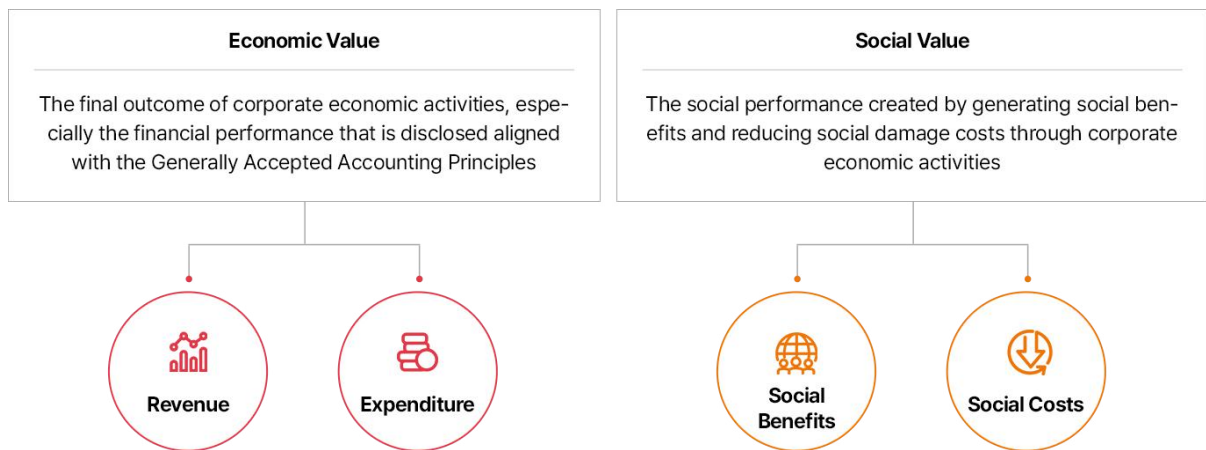 Economic Value
The final outcome of corporate economic activities, espe-
cially the financial performance that is disclosed aligned
with the Generally Accepted Accounting Principles
Revenue
Expenditure
Social Value
The social performance created by generating social ben-
efits and reducing social damage costs through corporate
economic activities
Social
Benefits
Social Costs